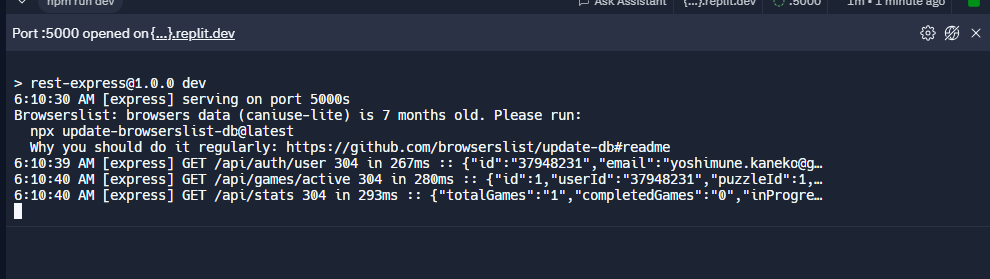 npm run dev
Ask Assistant
{...}.replit.dev
:5000
1m • 1 minute ago
Port :5000 opened on {...}.replit.dev
> rest-express@1.0.0 dev
6:10:30 AM [express] serving on port 5000s
Browserslist: browsers data (caniuse-lite) is 7 months old. Please run:
npx update-browserslist-db@latest
Why you should do it regularly: https://github.com/browserslist/update-db#readme
6:10:39 AM [express] GET /api/auth/user 304 in 267ms :: {"id":"37948231","email":"yoshimune.kaneko@g…
6:10:40 AM [express] GET /api/games/active 304 in 280ms :: {"id":1,"userId":"37948231","puzzleId":1,…
6:10:40 AM [express] GET /api/stats 304 in 293ms :: {"totalGames":"1","completedGames":"0","inProgre…